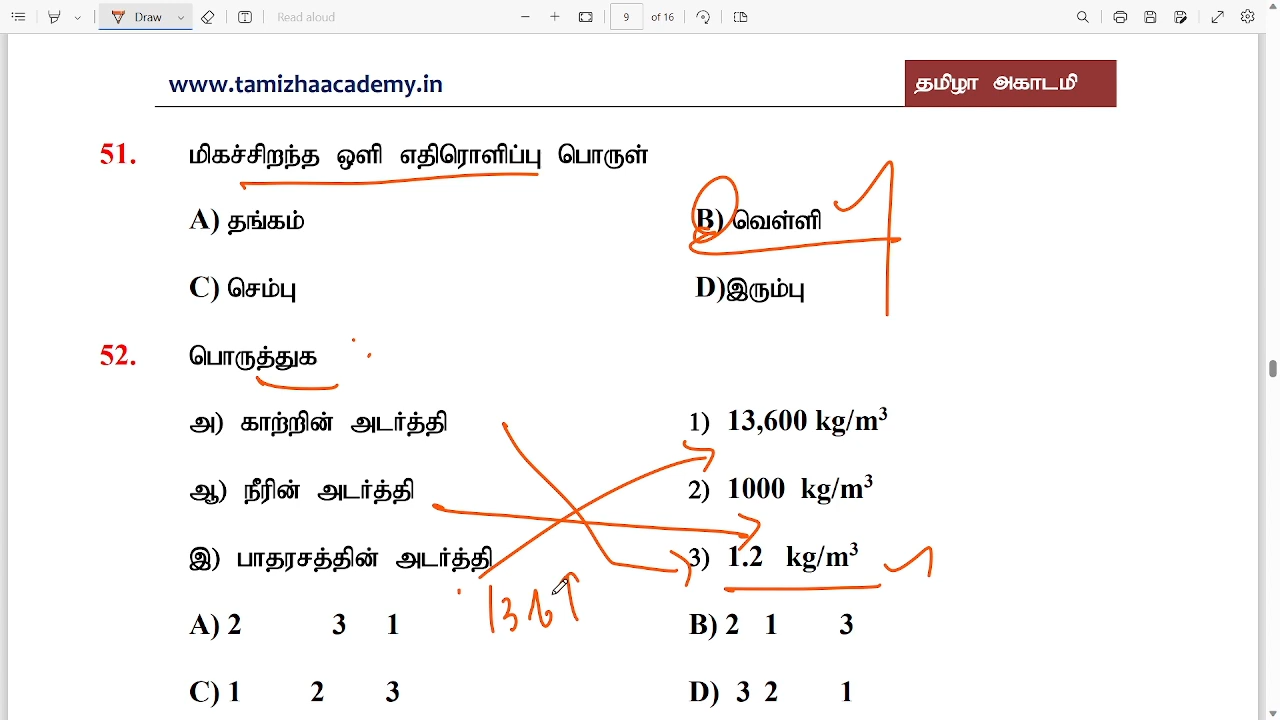 Draw Read aloud 9 of 16
www.tamizhaacademy.in தமிழா அகாடமி
51. மிகச்சிறந்த ஒளி எதிரொளிப்பு பொருள்
A) தங்கம் B) வெள்ளி
C) செம்பு D)இரும்பு
52. பொருத்துக
அ) காற்றின் அடர்த்தி 1) 13,600 kg/m³
ஆ) நீரின் அடர்த்தி 2) 1000 kg/m³
இ) பாதரசத்தின் அடர்த்தி 3) 1.2 kg/m³
A) 2 3 1 B) 2 1 3
C) 1 2 3 D) 3 2 1